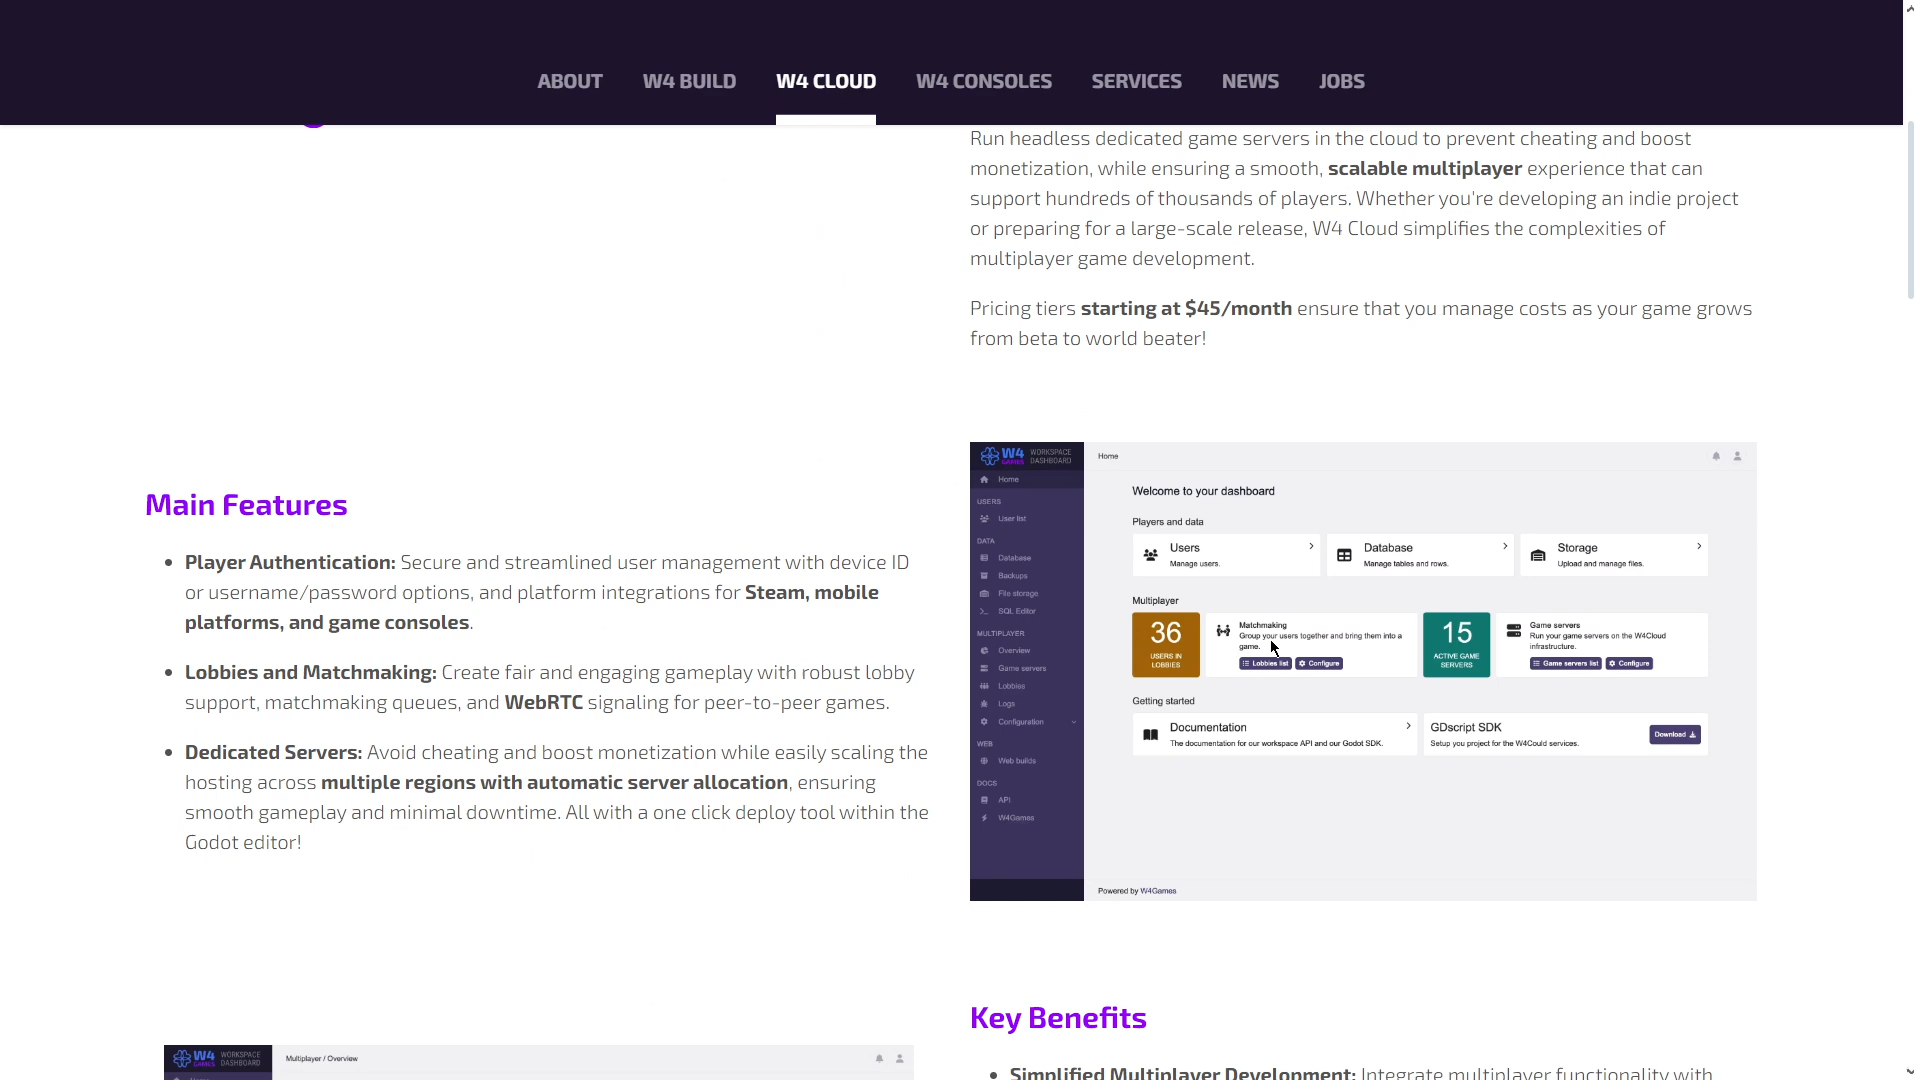 ABOUT W4 BUILD W4 CLOUD W4 CONSOLES SERVICES NEWS JOBS
Run headless dedicated game servers in the cloud to prevent cheating and boost
monetization, while ensuring a smooth, scalable multiplayer experience that can
support hundreds of thousands of players. Whether you're developing an indie project
or preparing for a large-scale release, W4 Cloud simplifies the complexities of
multiplayer game development.
Pricing tiers starting at $45/month ensure that you manage costs as your game grows
from beta to world beater!
Main Features
• Player Authentication: Secure and streamlined user management with device ID
or username/password options, and platform integrations for Steam, mobile
platforms, and game consoles.
• Lobbies and Matchmaking: Create fair and engaging gameplay with robust lobby
support, matchmaking queues, and WebRTC signaling for peer-to-peer games.
• Dedicated Servers: Avoid cheating and boost monetization while easily scaling the
hosting across multiple regions with automatic server allocation, ensuring
smooth gameplay and minimal downtime. All with a one click deploy tool within the
Godot editor!
W4 GAMES WORKSPACE DASHBOARD
Home
USERS
User list
DATA
Database
Backups
File storage
SQL Editor
MULTIPLAYER
Overview
Game servers
Lobbies
Logs
Configuration
WEB
Web builds
DOCS
API
W4Games
Home
Welcome to your dashboard
Players and data
Users
Manage users.
Database
Manage tables and rows.
Storage
Upload and manage files.
Multiplayer
36
USERS IN
LOBBIES
Matchmaking
Group your users together and bring them into a
game.
Lobbies list Configure
15
ACTIVE GAME
SERVERS
Game servers
Run your game servers on the W4Cloud
infrastructure.
Game servers list Configure
Getting started
Documentation
The documentation for our workspace API and our Godot SDK.
GDscript SDK
Setup you project for the W4Could services.
Download
Powered by W4Games
Key Benefits
• Simplified Multiplayer Development: Integrate multiplayer functionality with
W4 GAMES WORKSPACE DASHBOARD
Multiplayer / Overview